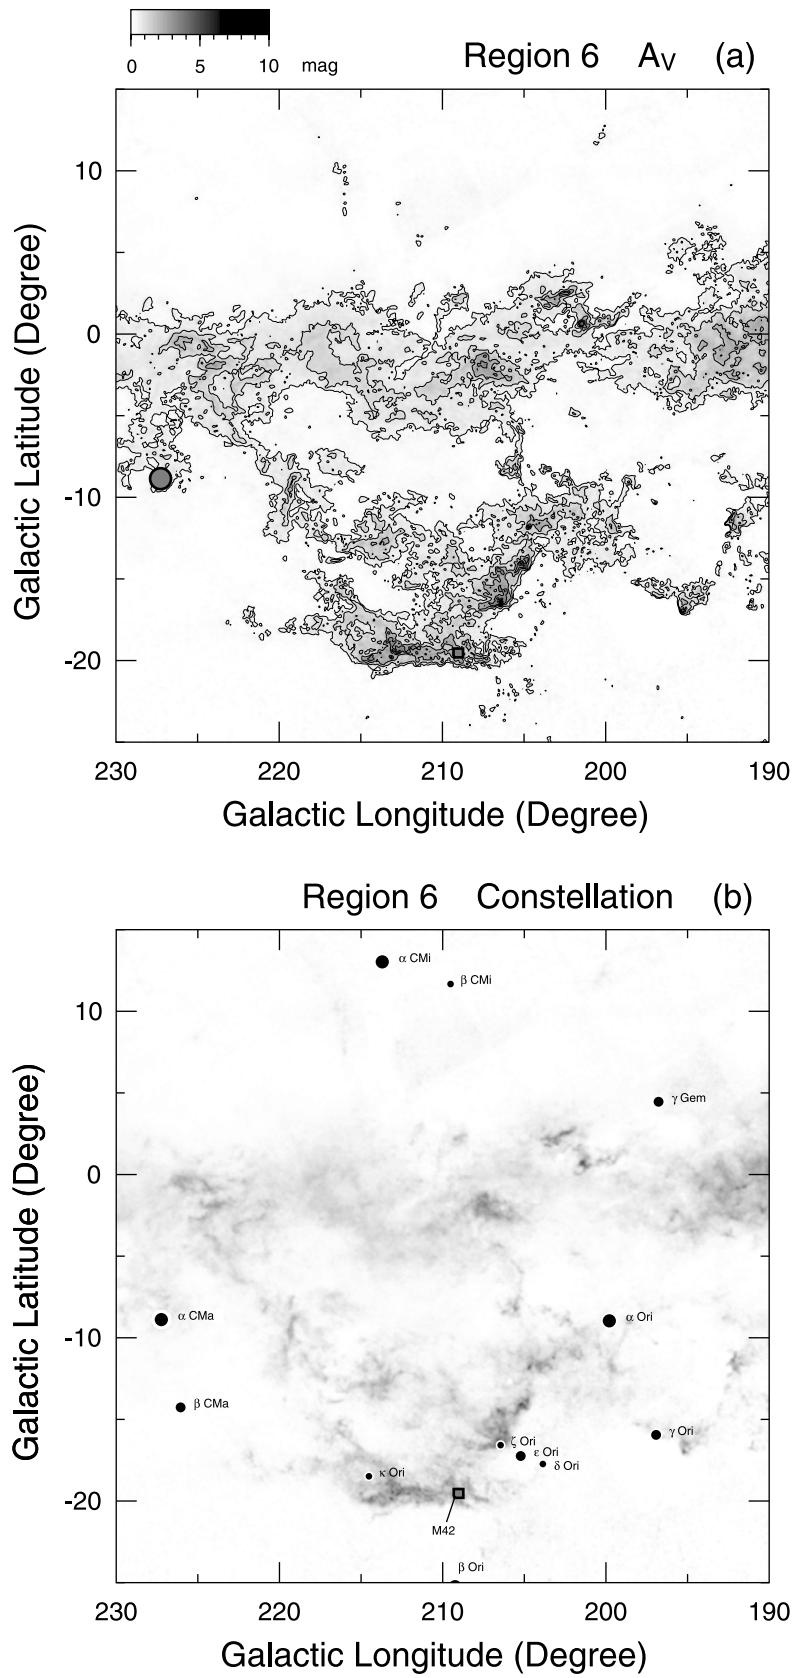 0 5 10 mag
Region 6 A_V (a)
10
0
-10
-20
Galactic Latitude (Degree)
230 220 210 200 190
Galactic Longitude (Degree)
Region 6 Constellation (b)
α CMi
β CMi
10
γ Gem
0
α CMa
α Ori
-10
β CMa
γ Ori
ζ Ori
ε Ori
δ Ori
κ Ori
-20
M42
β Ori
Galactic Latitude (Degree)
230 220 210 200 190
Galactic Longitude (Degree)